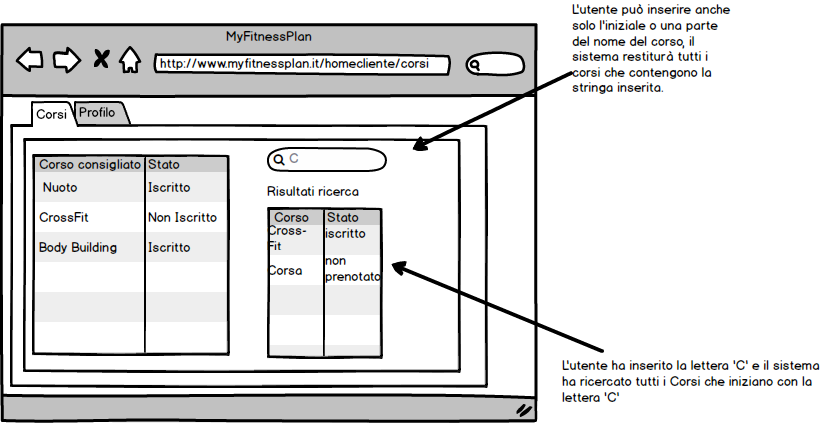 L'utente può inserire anche
solo l'iniziale o una parte
del nome del corso, il
sistema restituirà tutti i
corsi che contengono la
stringa inserita.
MyFitnessPlan
http://www.myfitnessplan.it/homecliente/corsi
Corsi Profilo
C
Corso consigliato Stato
Nuoto Iscritto
CrossFit Non Iscritto
Body Building Iscritto
Risultati ricerca
Corso Stato
Cross-
Fit iscritto
Corsa non
prenotato
L'utente ha inserito la lettera 'C' e il sistema
ha ricercato tutti i Corsi che iniziano con la
lettera 'C'